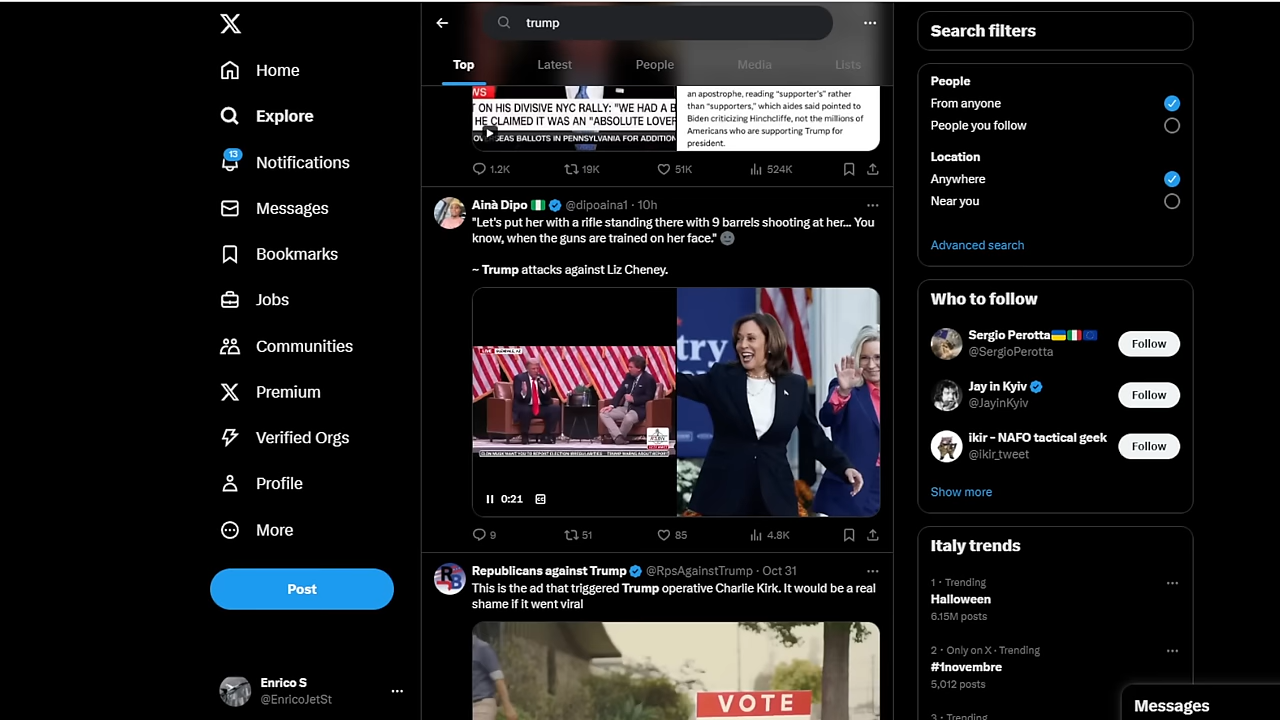 trump
Top
Latest
People
Media
Lists
Home
Explore
13
Notifications
Messages
Bookmarks
Jobs
Communities
Premium
Verified Orgs
Profile
More
Post
Enrico S
@EnricoJetSt
WS
ON HIS DIVISIVE NYC RALLY: "WE HAD A B
HE CLAIMED IT WAS AN "ABSOLUTE LOVEF
SEAS BALLOTS IN PENNSYLVANIA FOR ADDITION
an apostrophe, reading “supporter’s” rather
than “supporters,” which aides said pointed to
Biden criticizing Hinchcliffe, not the millions of
Americans who are supporting Trump for
president.
1.2K 19K 51K 524K
Ainà Dipo @dipoaina1 · 10h
"Let's put her with a rifle standing there with 9 barrels shooting at her... You
know, when the guns are trained on her face."
~ Trump attacks against Liz Cheney.
LIVE
try
0:21
9 51 85 4.8K
Republicans against Trump @RpsAgainstTrump · Oct 31
This is the ad that triggered Trump operative Charlie Kirk. It would be a real
shame if it went viral
VOTE
Search filters
People
From anyone
People you follow
Location
Anywhere
Near you
Advanced search
Who to follow
Sergio Perotta
@SergioPerotta
Follow
Jay in Kyiv
@JayinKyiv
Follow
ikir - NAFO tactical geek
@ikir_tweet
Follow
Show more
Italy trends
1 · Trending
Halloween
6.15M posts
2 · Only on X · Trending
#1novembre
5,012 posts
3 · Trending
Messages